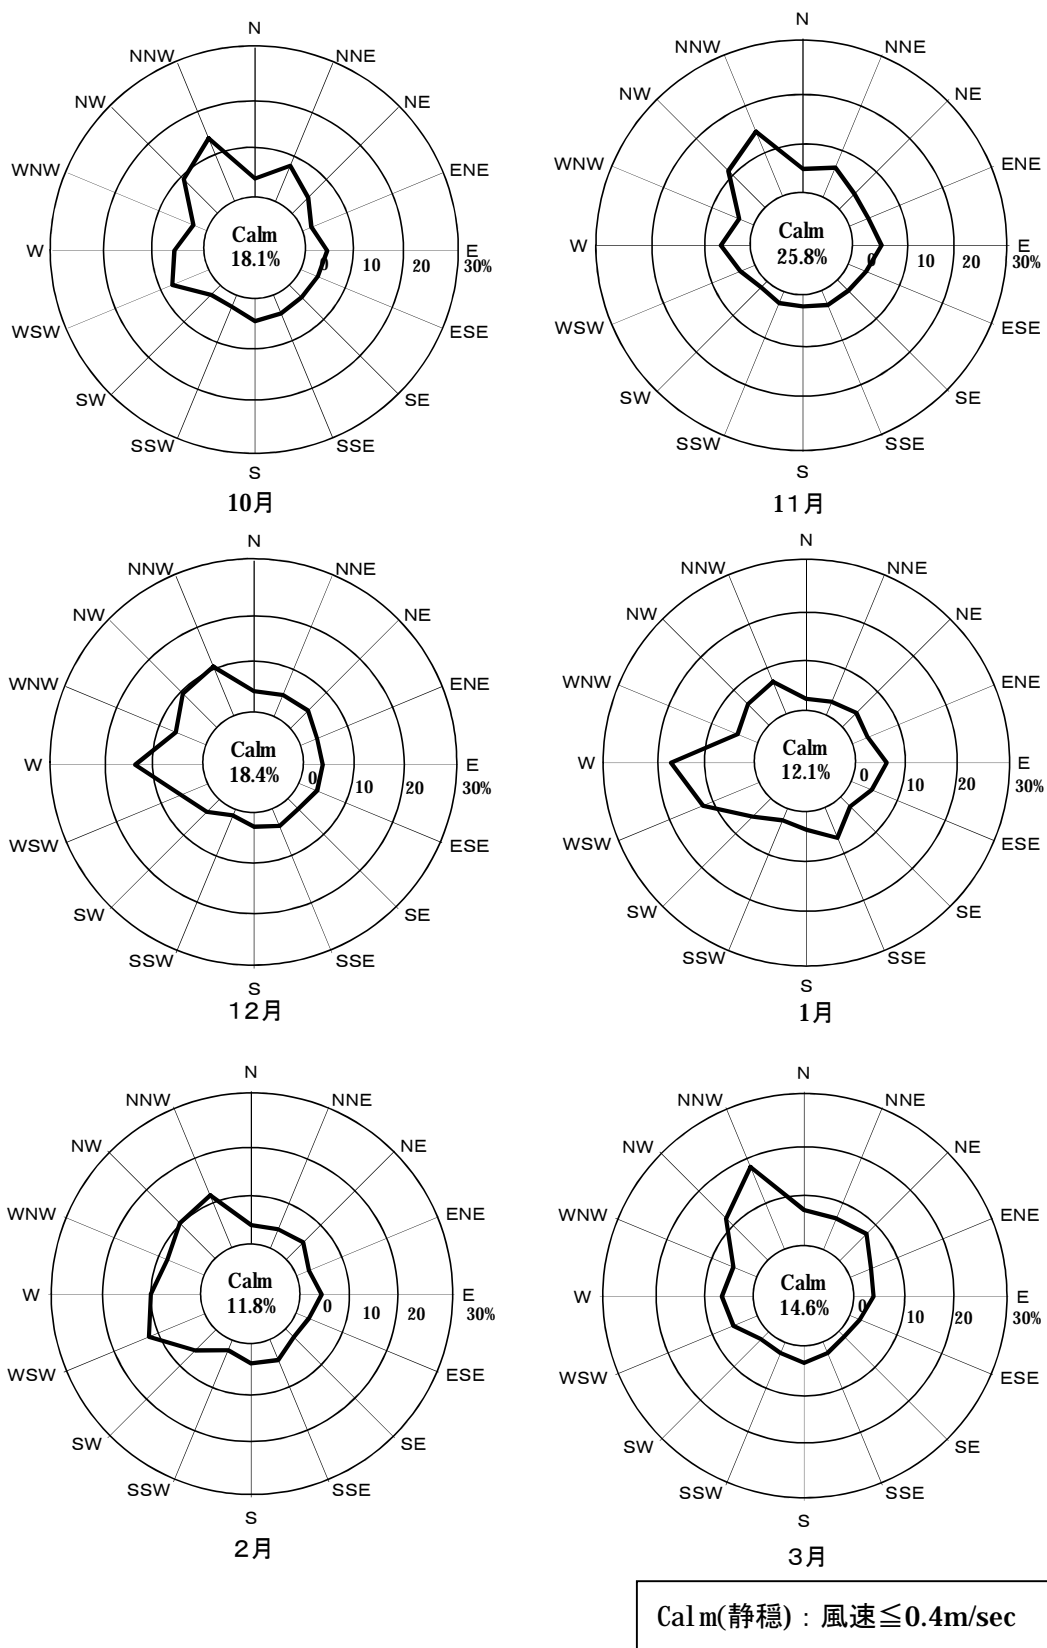 N
NNW NNE
NW NE
WNW ENE
W E
Calm
18.1%
0 10 20 30%
WSW ESE
SW SE
SSW SSE
S
10月
N
NNW NNE
NW NE
WNW ENE
W E
Calm
25.8%
0 10 20 30%
WSW ESE
SW SE
SSW SSE
S
11月
N
NNW NNE
NW NE
WNW ENE
W E
Calm
18.4%
0 10 20 30%
WSW ESE
SW SE
SSW SSE
S
12月
N
NNW NNE
NW NE
WNW ENE
W E
Calm
12.1%
0 10 20 30%
WSW ESE
SW SE
SSW SSE
S
1月
N
NNW NNE
NW NE
WNW ENE
W E
Calm
11.8%
0 10 20 30%
WSW ESE
SW SE
SSW SSE
S
2月
N
NNW NNE
NW NE
WNW ENE
W E
Calm
14.6%
0 10 20 30%
WSW ESE
SW SE
SSW SSE
S
3月
Calm(静穏)：風速≦0.4m/sec